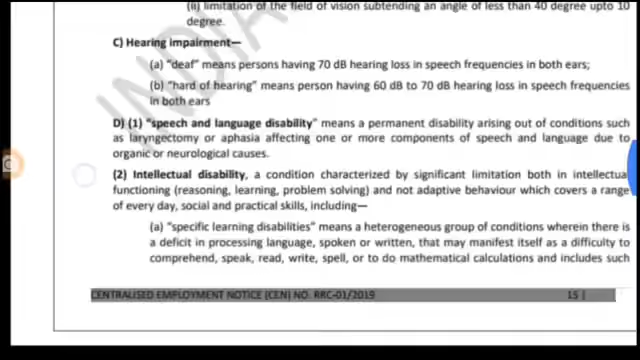 (ii) limitation of the field of vision subtending an angle of less than 40 degree upto 10
degree.
C) Hearing impairment—
(a) "deaf" means persons having 70 dB hearing loss in speech frequencies in both ears;
(b) "hard of hearing" means person having 60 dB to 70 dB hearing loss in speech frequencies
in both ears
D) (1) "speech and language disability" means a permanent disability arising out of conditions such
as laryngectomy or aphasia affecting one or more components of speech and language due to
organic or neurological causes.
(2) Intellectual disability, a condition characterized by significant limitation both in intellectual
functioning (reasoning, learning, problem solving) and not adaptive behaviour which covers a range
of every day, social and practical skills, including—
(a) "specific learning disabilities" means a heterogeneous group of conditions wherein there is
a deficit in processing language, spoken or written, that may manifest itself as a difficulty to
comprehend, speak, read, write, spell, or to do mathematical calculations and includes such
CENTRALISED EMPLOYMENT NOTICE (CEN) NO. RRC-01/2019 15 |
INDIA